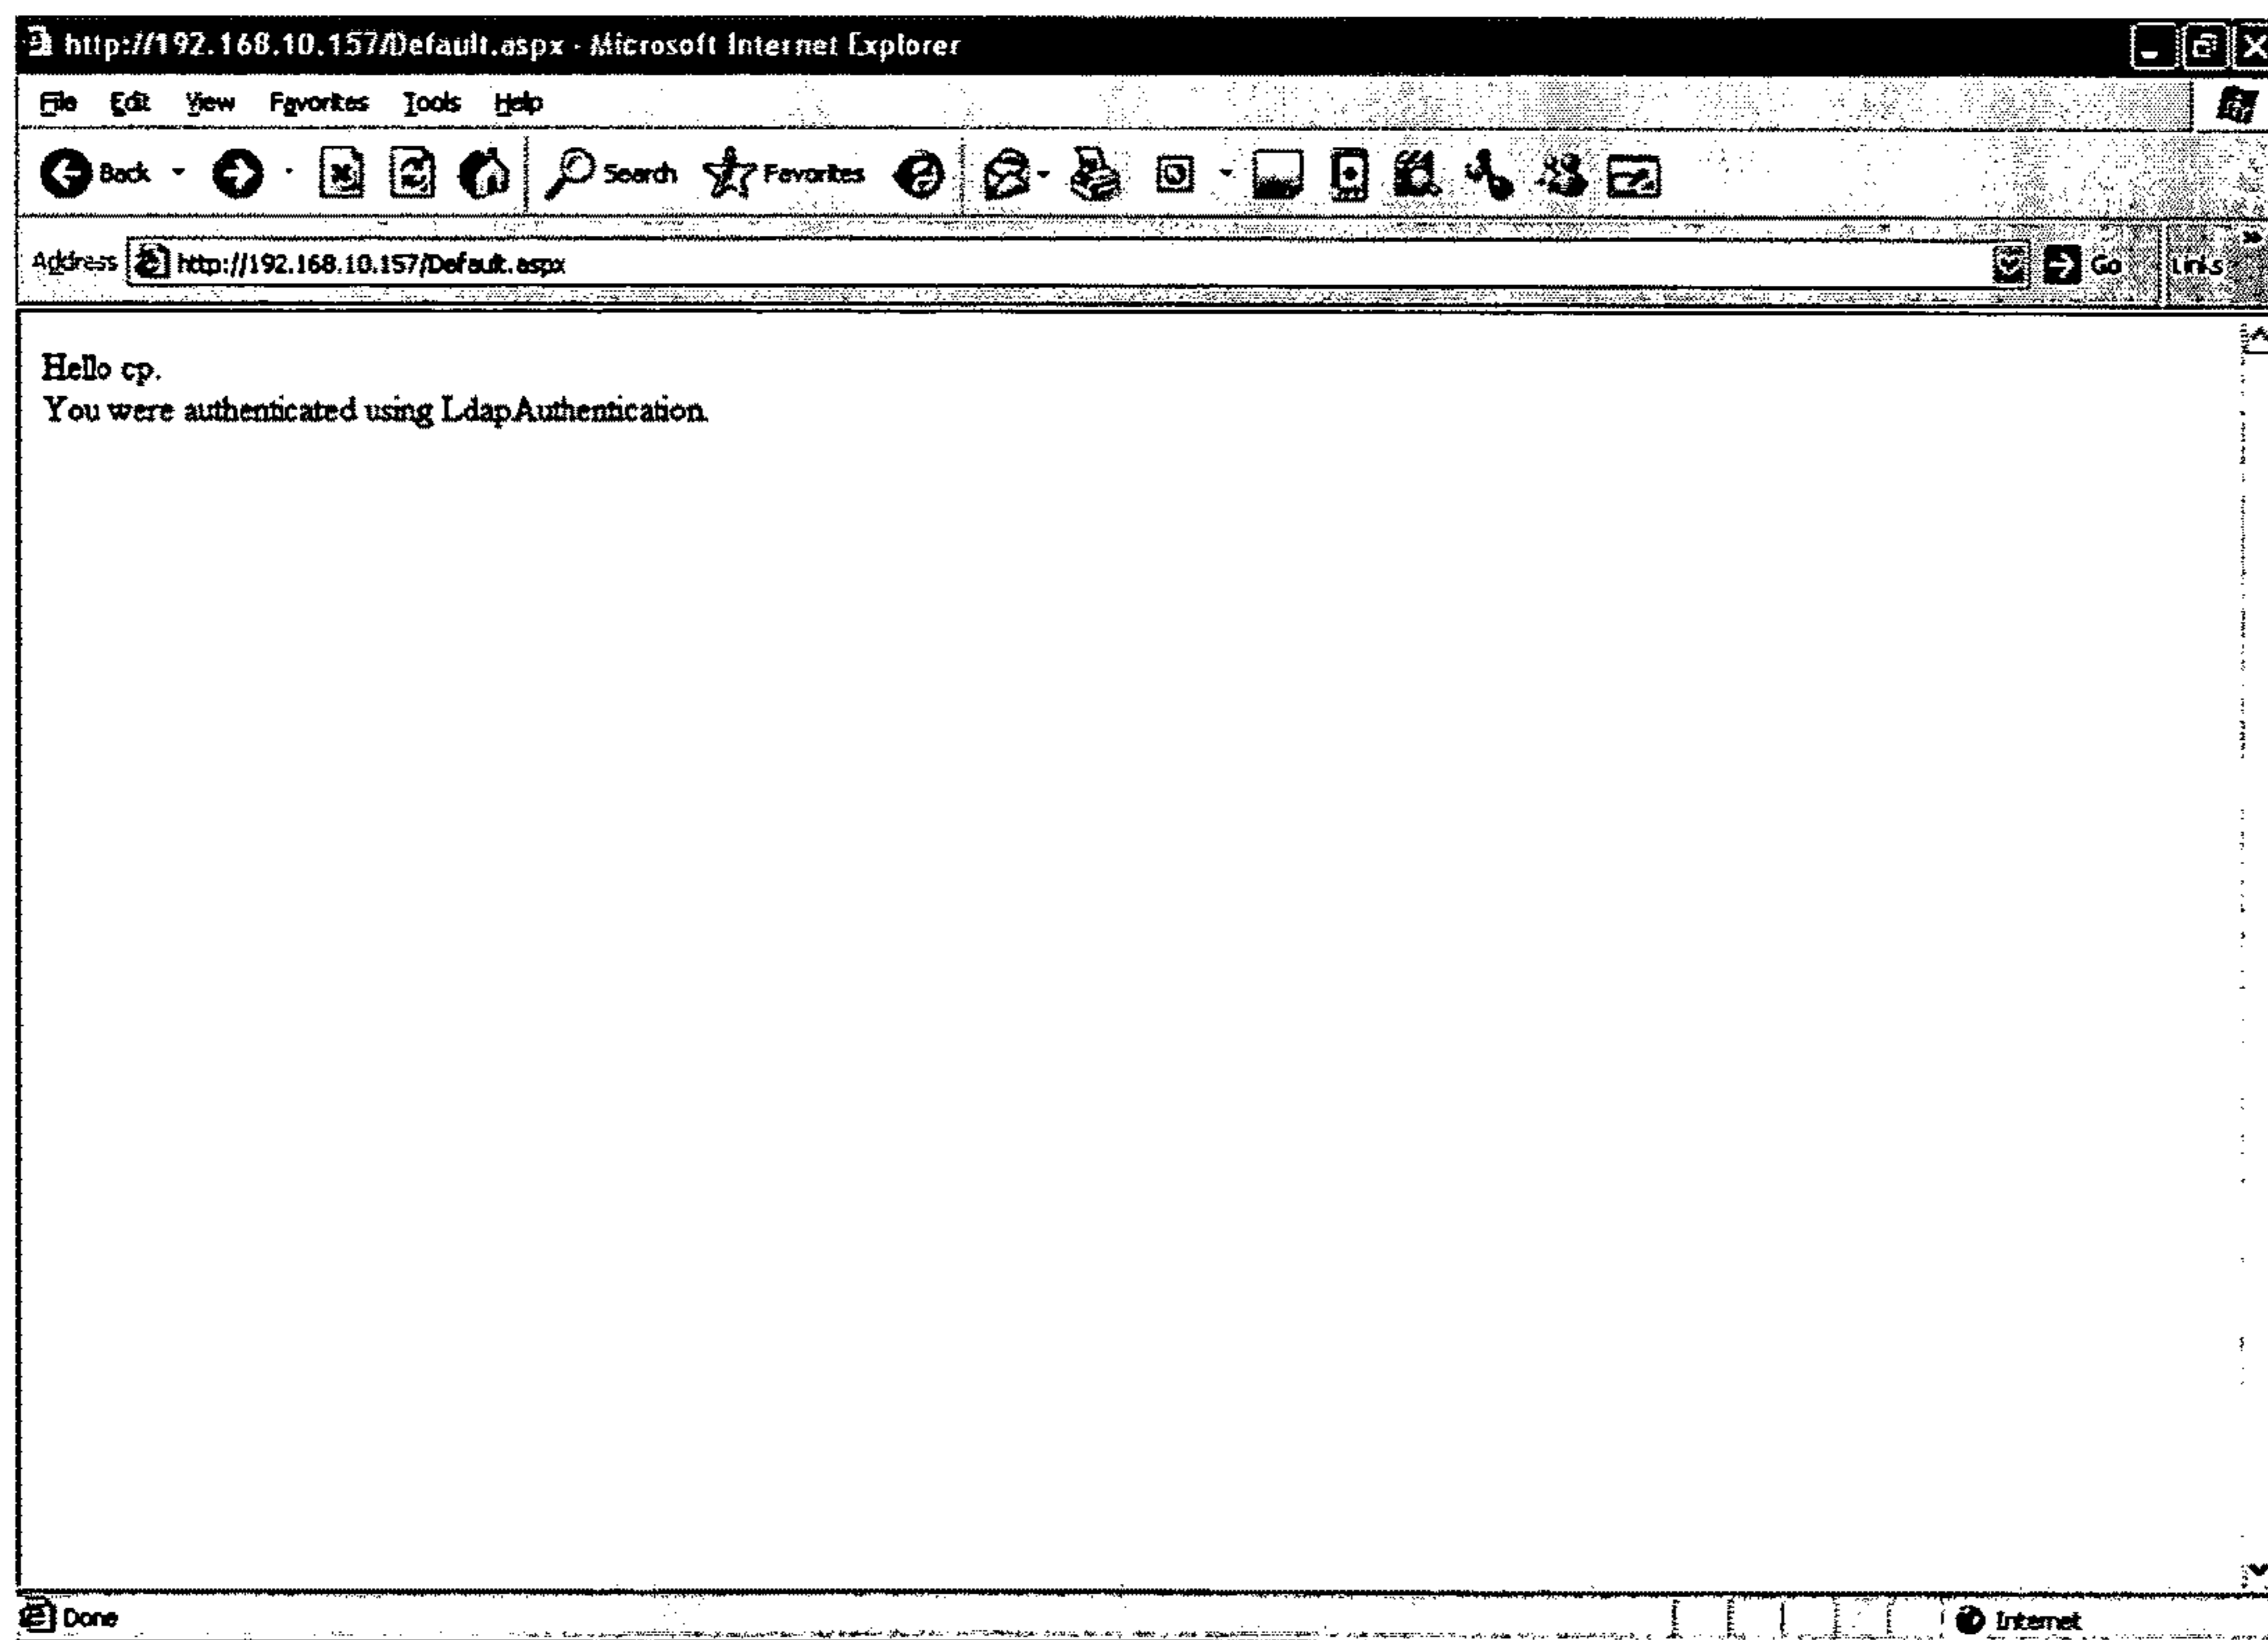 http://192.168.10.157/Default.aspx - Microsoft Internet Explorer
File Edit View Favorites Tools Help
Back Search Favorites
Address http://192.168.10.157/Default.aspx Go Links »
Hello cp.
You were authenticated using LdapAuthentication.
Done Internet